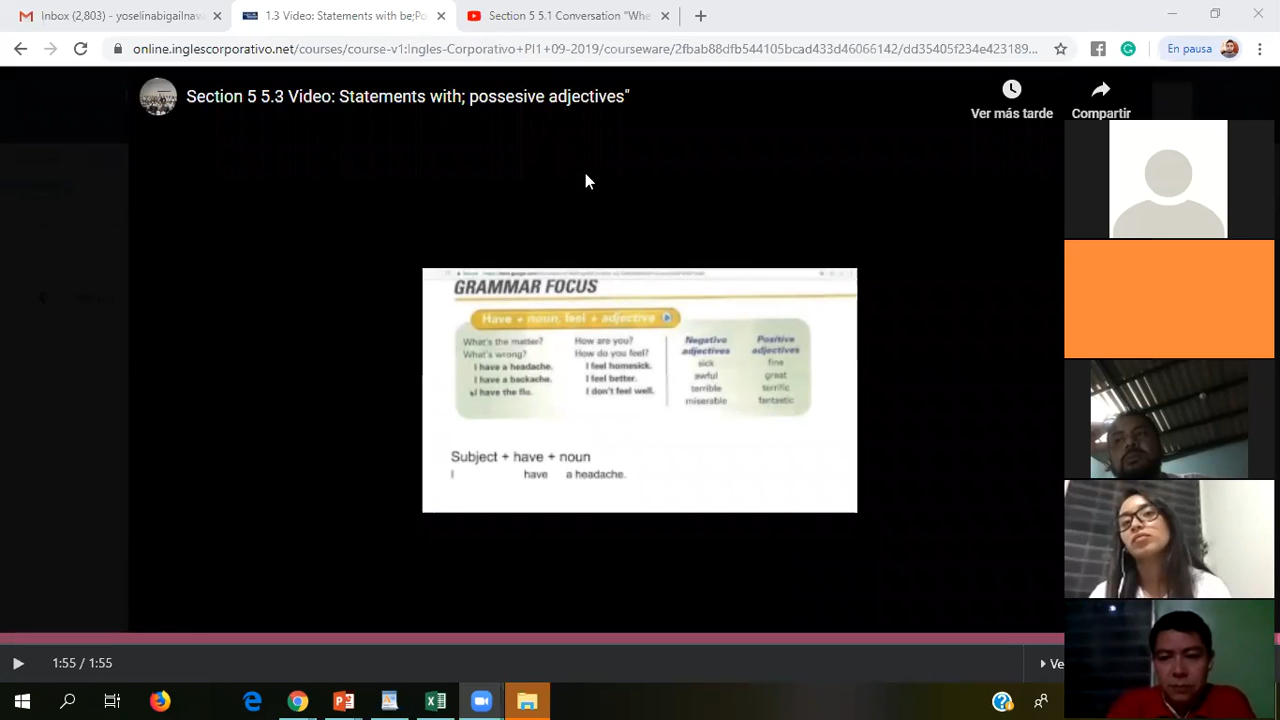 Inbox (2,803) - yoselinabigailnava
1.3 Video: Statements with be;Po
Section 5 5.1 Conversation "Whe
online.inglescorporativo.net/courses/course-v1:Ingles-Corporativo+PI1+09-2019/courseware/2fbab88dfb544105bcad433d46066142/dd35405f234e423189...
En pausa
Section 5 5.3 Video: Statements with; possesive adjectives"
Ver más tarde
Compartir
GRAMMAR FOCUS
Have + noun, feel + adjective
What's the matter?
What's wrong?
I have a headache.
I have a backache.
I have the flu.
How are you?
How do you feel?
I feel homesick.
I feel better.
I don't feel well.
Negative adjectives
sick
awful
terrible
miserable
Positive adjectives
fine
great
terrific
fantastic
Subject + have + noun
I have a headache.
1:55 / 1:55
Ve